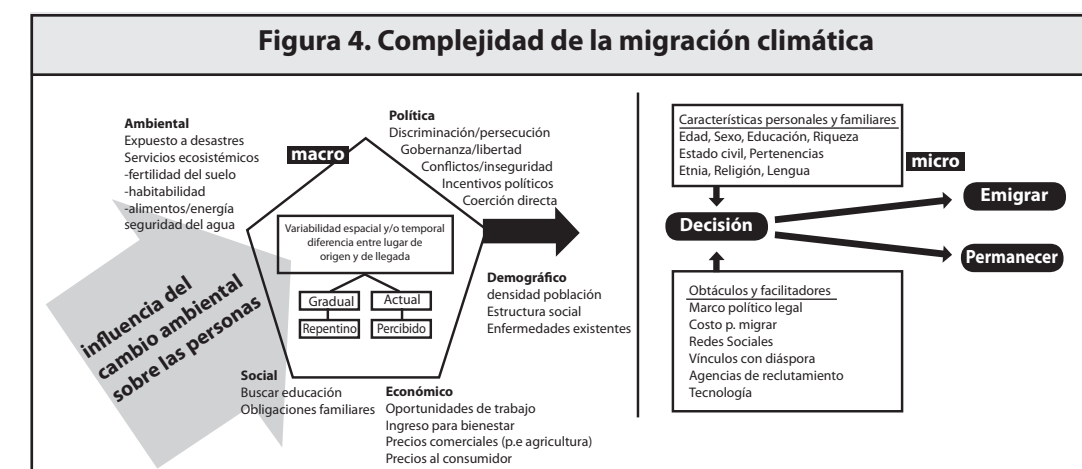 Figura 4. Complejidad de la migración climática
Ambiental
Expuesto a desastres
Servicios ecosistémicos
-fertilidad del suelo
-habitabilidad
-alimentos/energía
seguridad del agua
macro
Política
Discriminación/persecución
Gobernanza/libertad
Conflictos/inseguridad
Incentivos políticos
Coerción directa
Variabilidad espacial y/o temporal
diferencia entre lugar de
origen y de llegada
Gradual
Actual
Repentino
Percibido
influencia del
cambio ambiental
sobre las personas
Demográfico
densidad población
Estructura social
Enfermedades existentes
Social
Buscar educación
Obligaciones familiares
Económico
Oportunidades de trabajo
Ingreso para bienestar
Precios comerciales (p.e agricultura)
Precios al consumidor
Características personales y familiares
Edad, Sexo, Educación, Riqueza
Estado civil, Pertenencias
Etnia, Religión, Lengua
micro
Decisión
Emigrar
Permanecer
Obtáculos y facilitadores
Marco político legal
Costo p. migrar
Redes Sociales
Vínculos con diáspora
Agencias de reclutamiento
Tecnología